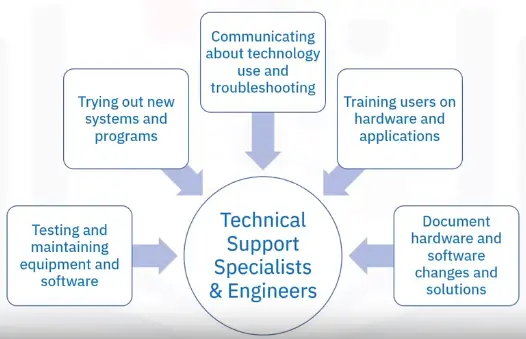 Communicating
about technology
use and
troubleshooting
Trying out new
systems and
programs
Training users on
hardware and
applications
Testing and
maintaining
equipment and
software
Technical
Support
Specialists
& Engineers
Document
hardware and
software
changes and
solutions